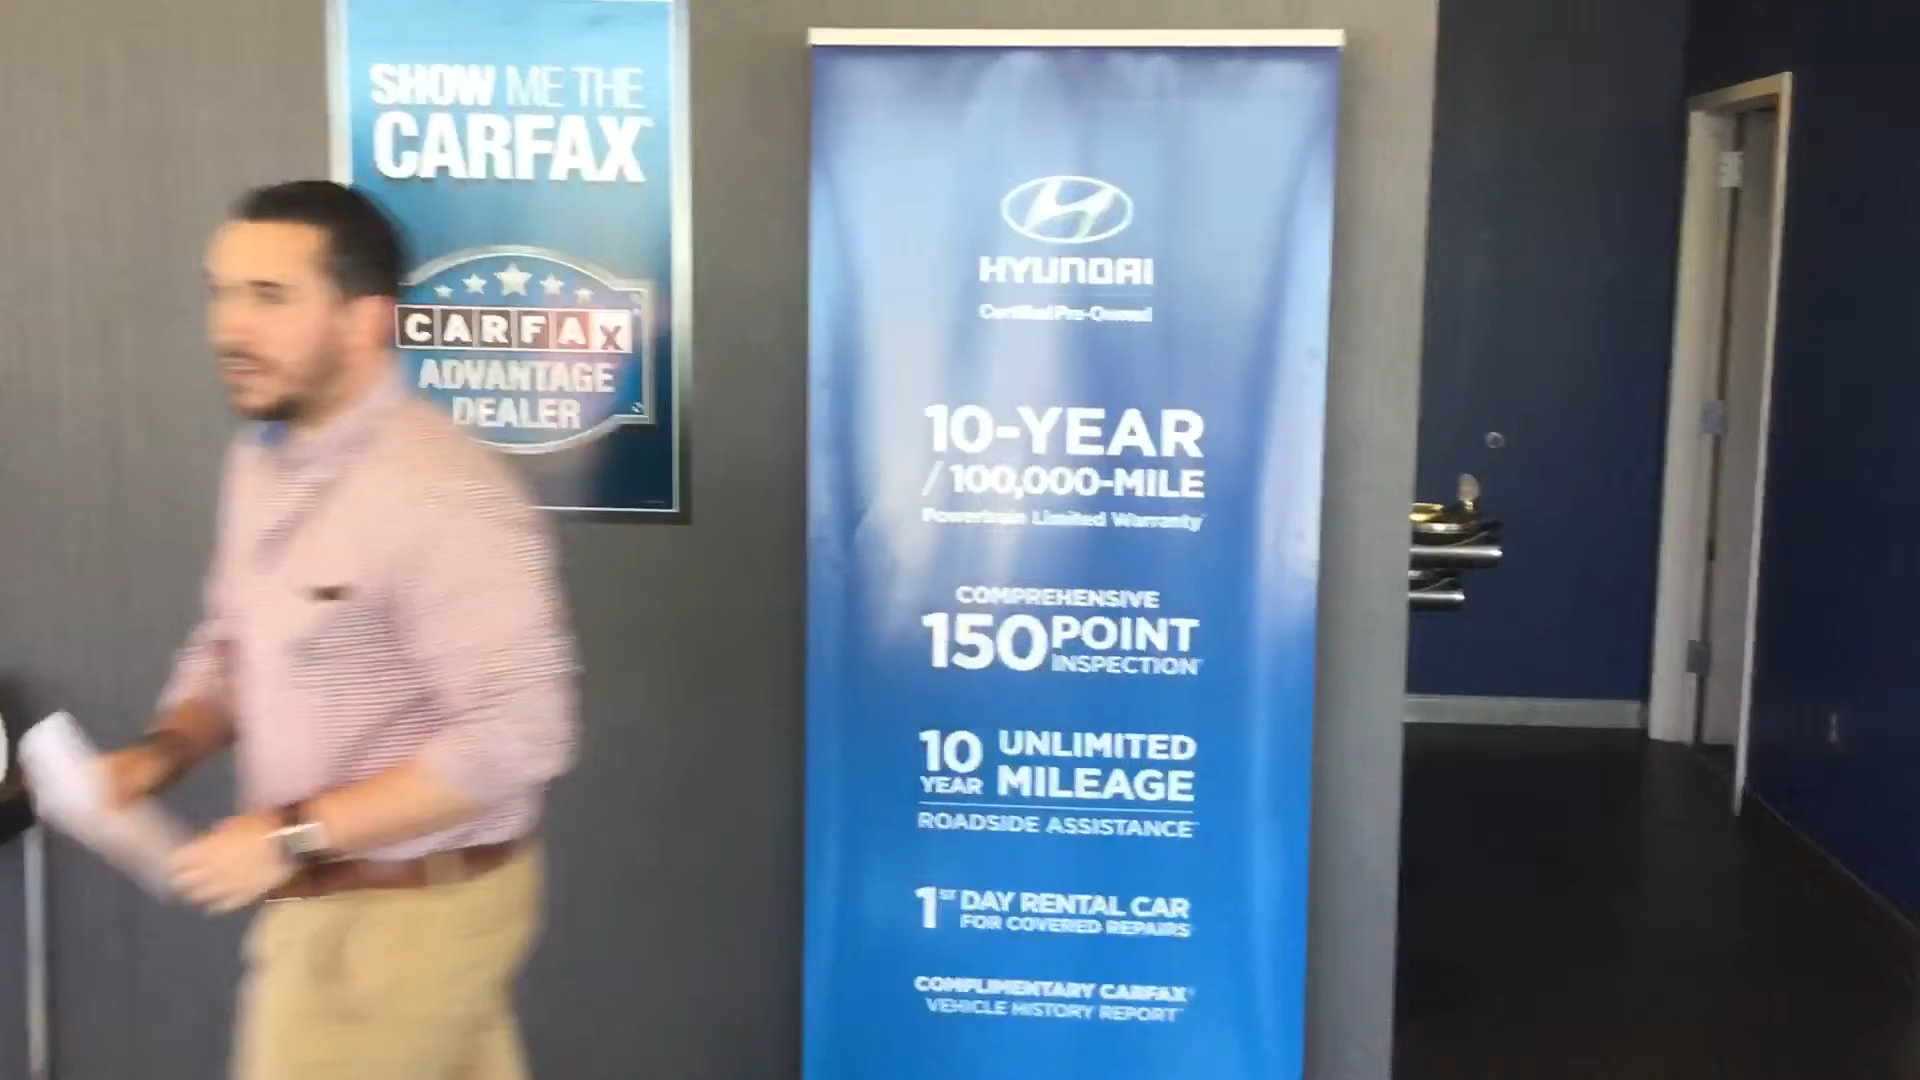 SHOW ME THE
CARFAX™
CARFAX
ADVANTAGE
DEALER
HYUNDAI
Certified Pre-Owned
10-YEAR
/ 100,000-MILE
Powertrain Limited Warranty*
COMPREHENSIVE
150 POINT
INSPECTION*
10 YEAR UNLIMITED
MILEAGE
ROADSIDE ASSISTANCE*
1ST DAY RENTAL CAR
FOR COVERED REPAIRS
COMPLIMENTARY CARFAX®
VEHICLE HISTORY REPORT™